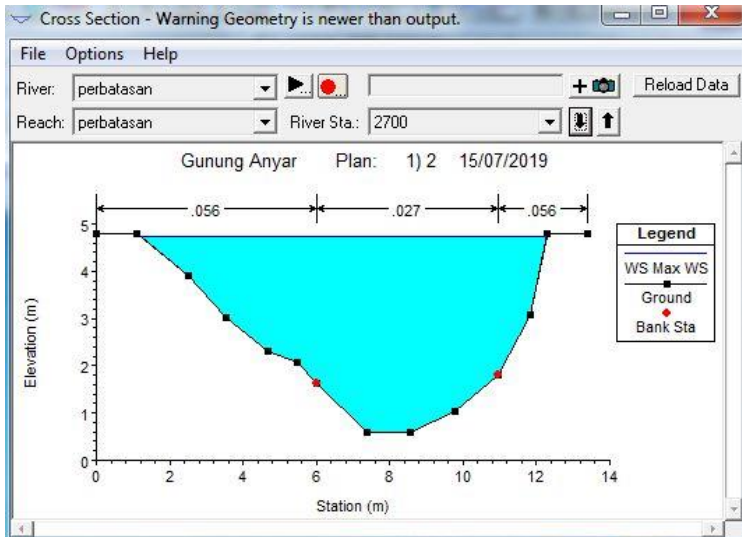 Cross Section - Warning Geometry is newer than output.
File Options Help
River: perbatasan Reload Data
Reach: perbatasan River Sta.: 2700
Gunung Anyar Plan: 1) 2 15/07/2019
.056 .027 .056
Legend
WS Max WS
Ground
Bank Sta
5
4
3
2
1
0
Elevation (m)
0 2 4 6 8 10 12 14
Station (m)